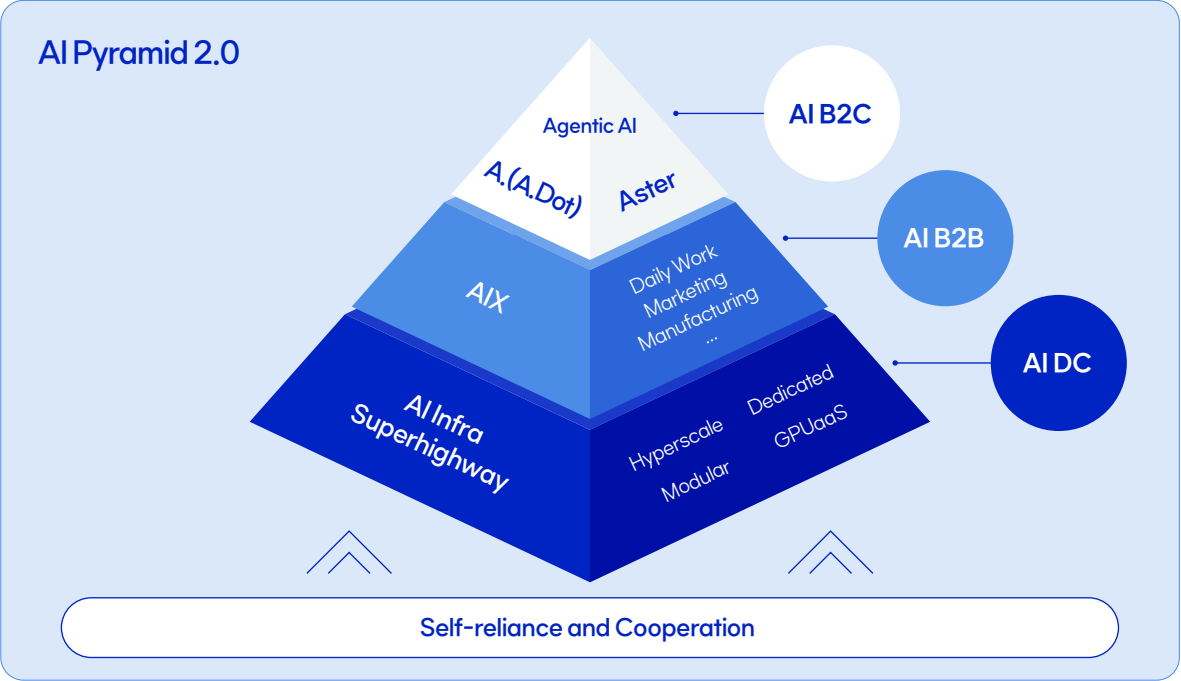 AI Pyramid 2.0
Agentic AI
A.(A.Dot)
Aster
AI B2C
AIX
Daily Work
Marketing
Manufacturing
...
AI B2B
AI Infra
Superhighway
Hyperscale
Dedicated
Modular
GPUaaS
AI DC
Self-reliance and Cooperation